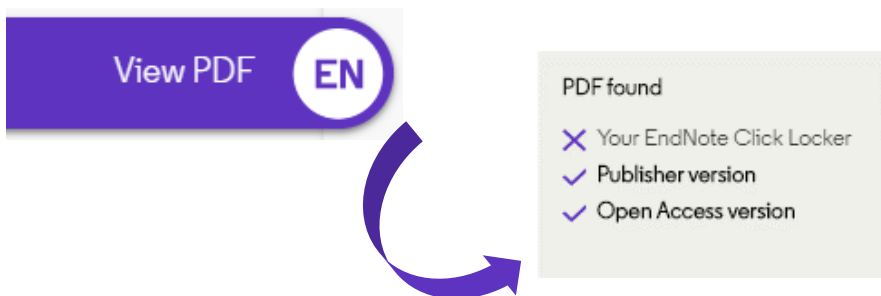 View PDF
EN
PDF found
Your EndNote Click Locker
Publisher version
Open Access version